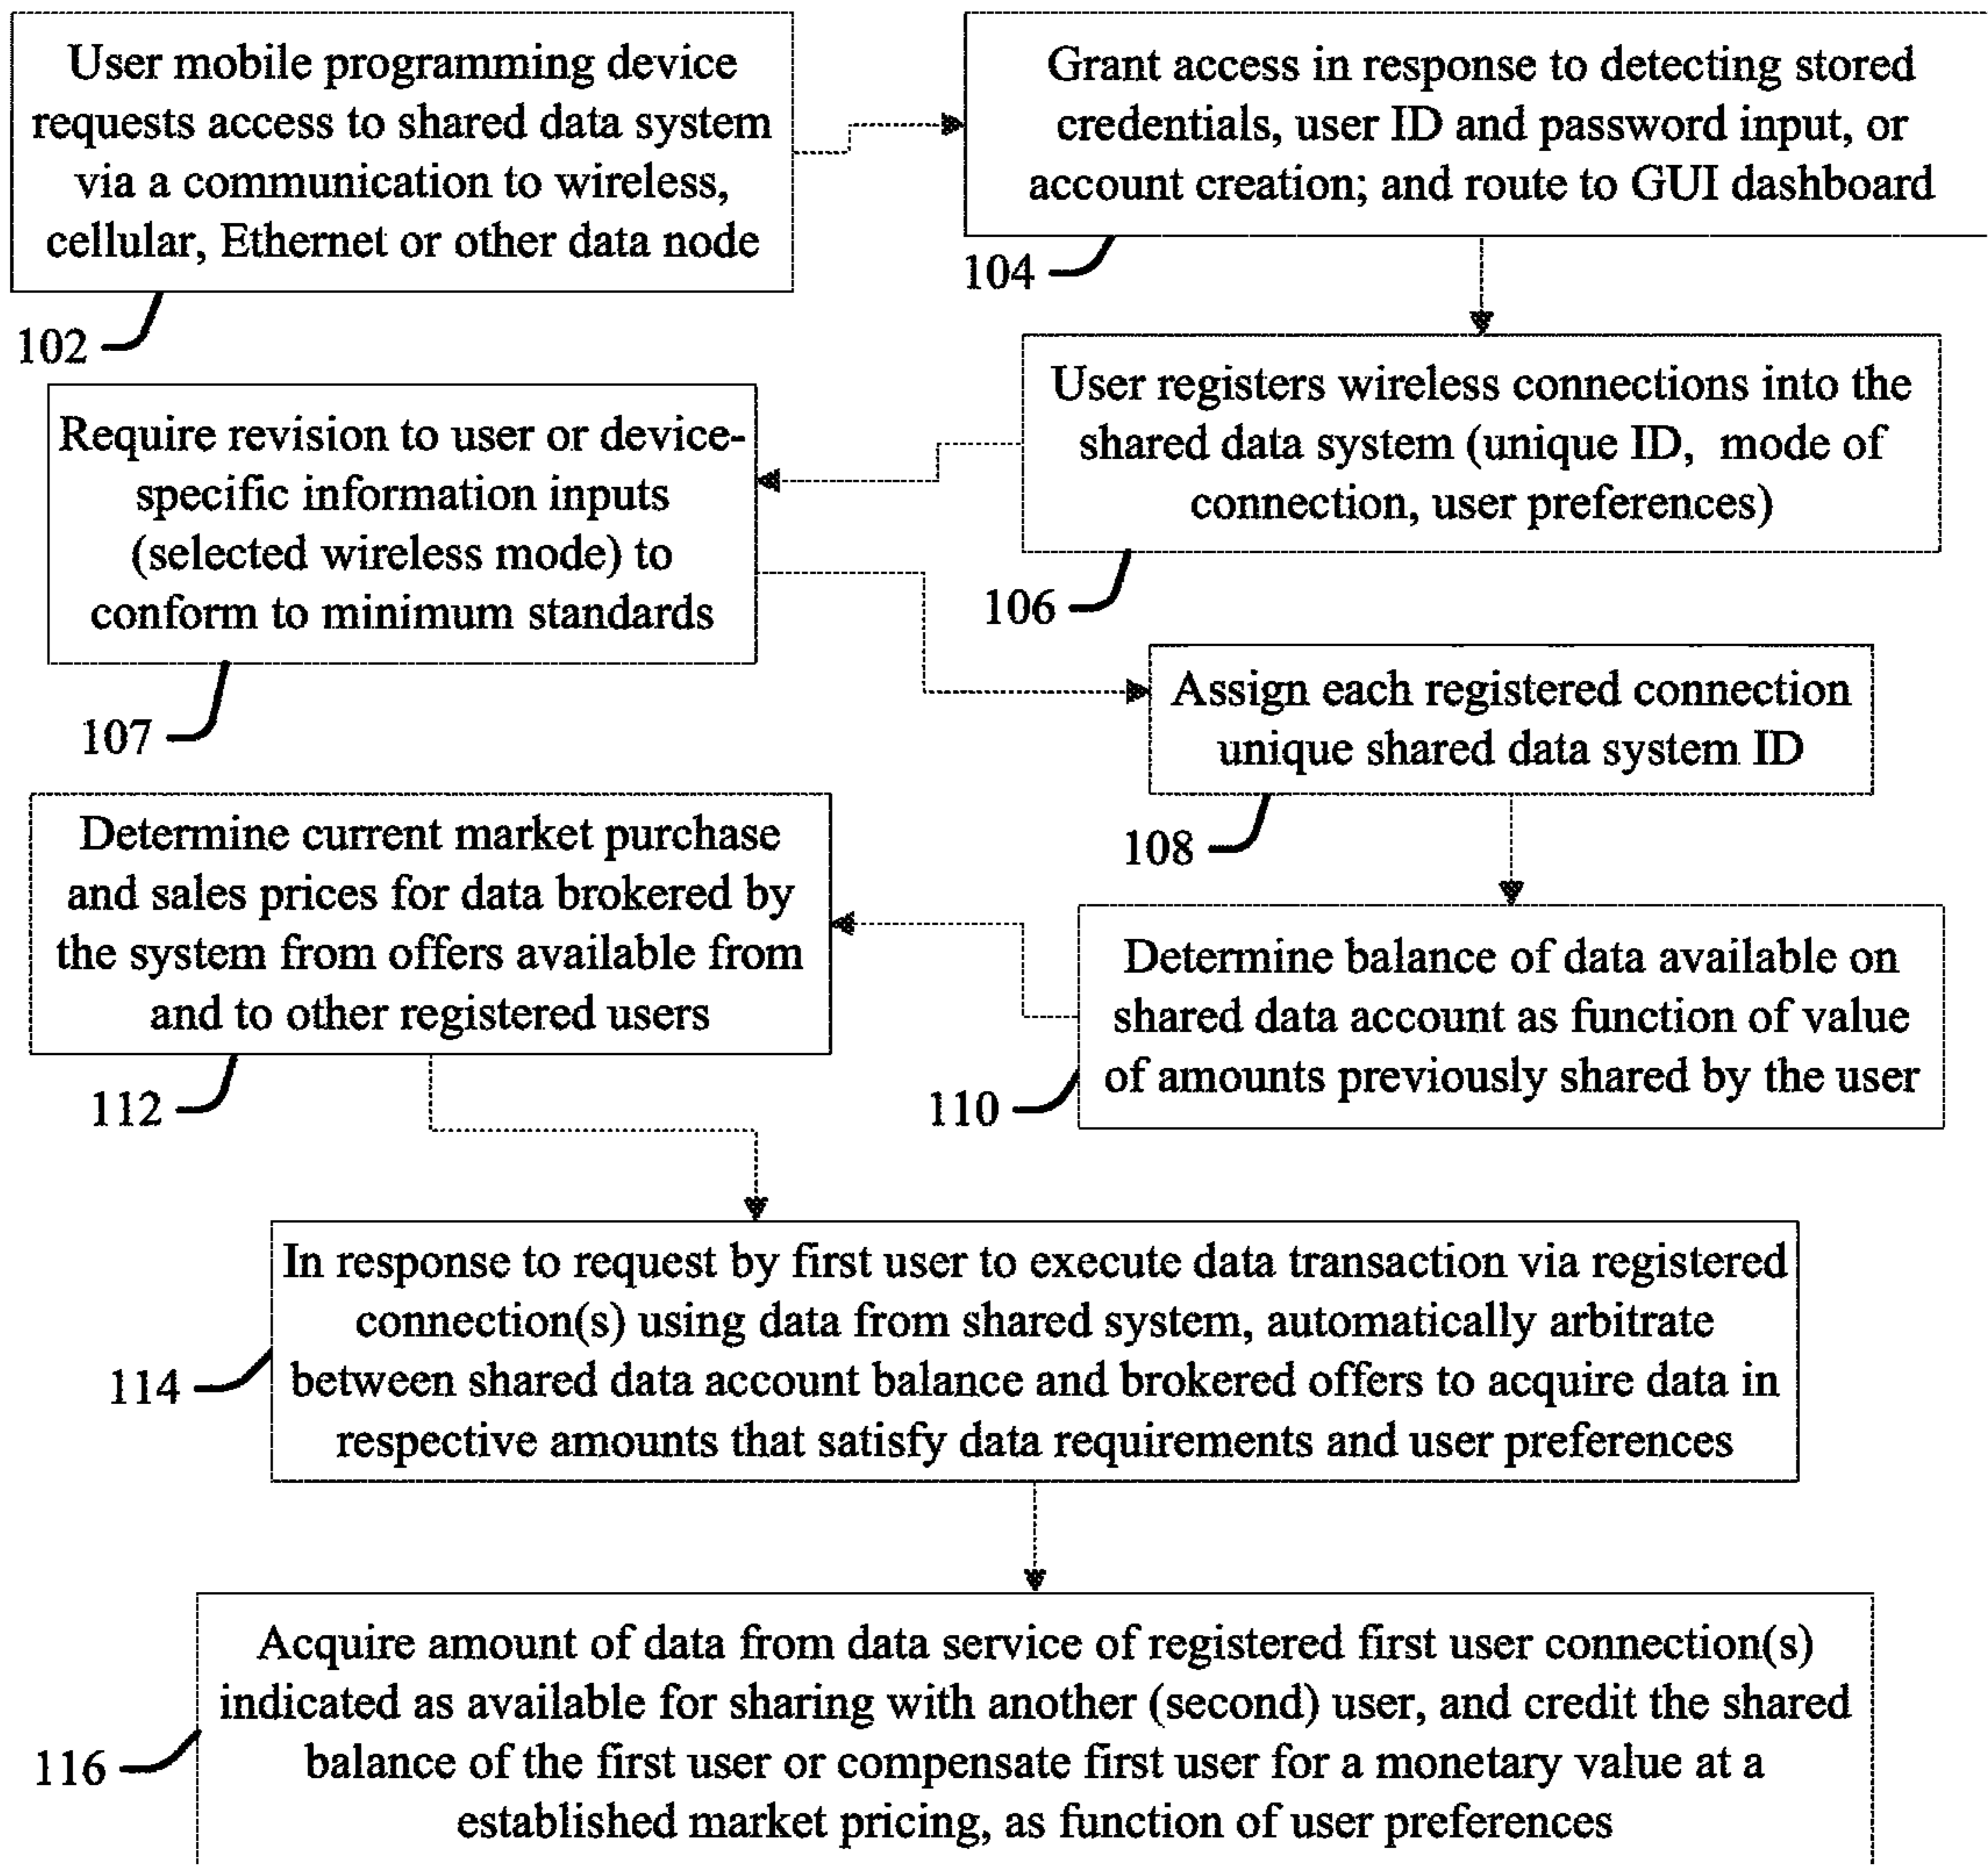 User mobile programming device
requests access to shared data system
via a communication to wireless,
cellular, Ethernet or other data node
102
Grant access in response to detecting stored
credentials, user ID and password input, or
account creation; and route to GUI dashboard
104
User registers wireless connections into the
shared data system (unique ID, mode of
connection, user preferences)
106
Require revision to user or device-
specific information inputs
(selected wireless mode) to
conform to minimum standards
107
Assign each registered connection
unique shared data system ID
108
Determine balance of data available on
shared data account as function of value
of amounts previously shared by the user
110
Determine current market purchase
and sales prices for data brokered by
the system from offers available from
and to other registered users
112
In response to request by first user to execute data transaction via registered
connection(s) using data from shared system, automatically arbitrate
between shared data account balance and brokered offers to acquire data in
respective amounts that satisfy data requirements and user preferences
114
Acquire amount of data from data service of registered first user connection(s)
indicated as available for sharing with another (second) user, and credit the shared
balance of the first user or compensate first user for a monetary value at a
established market pricing, as function of user preferences
116